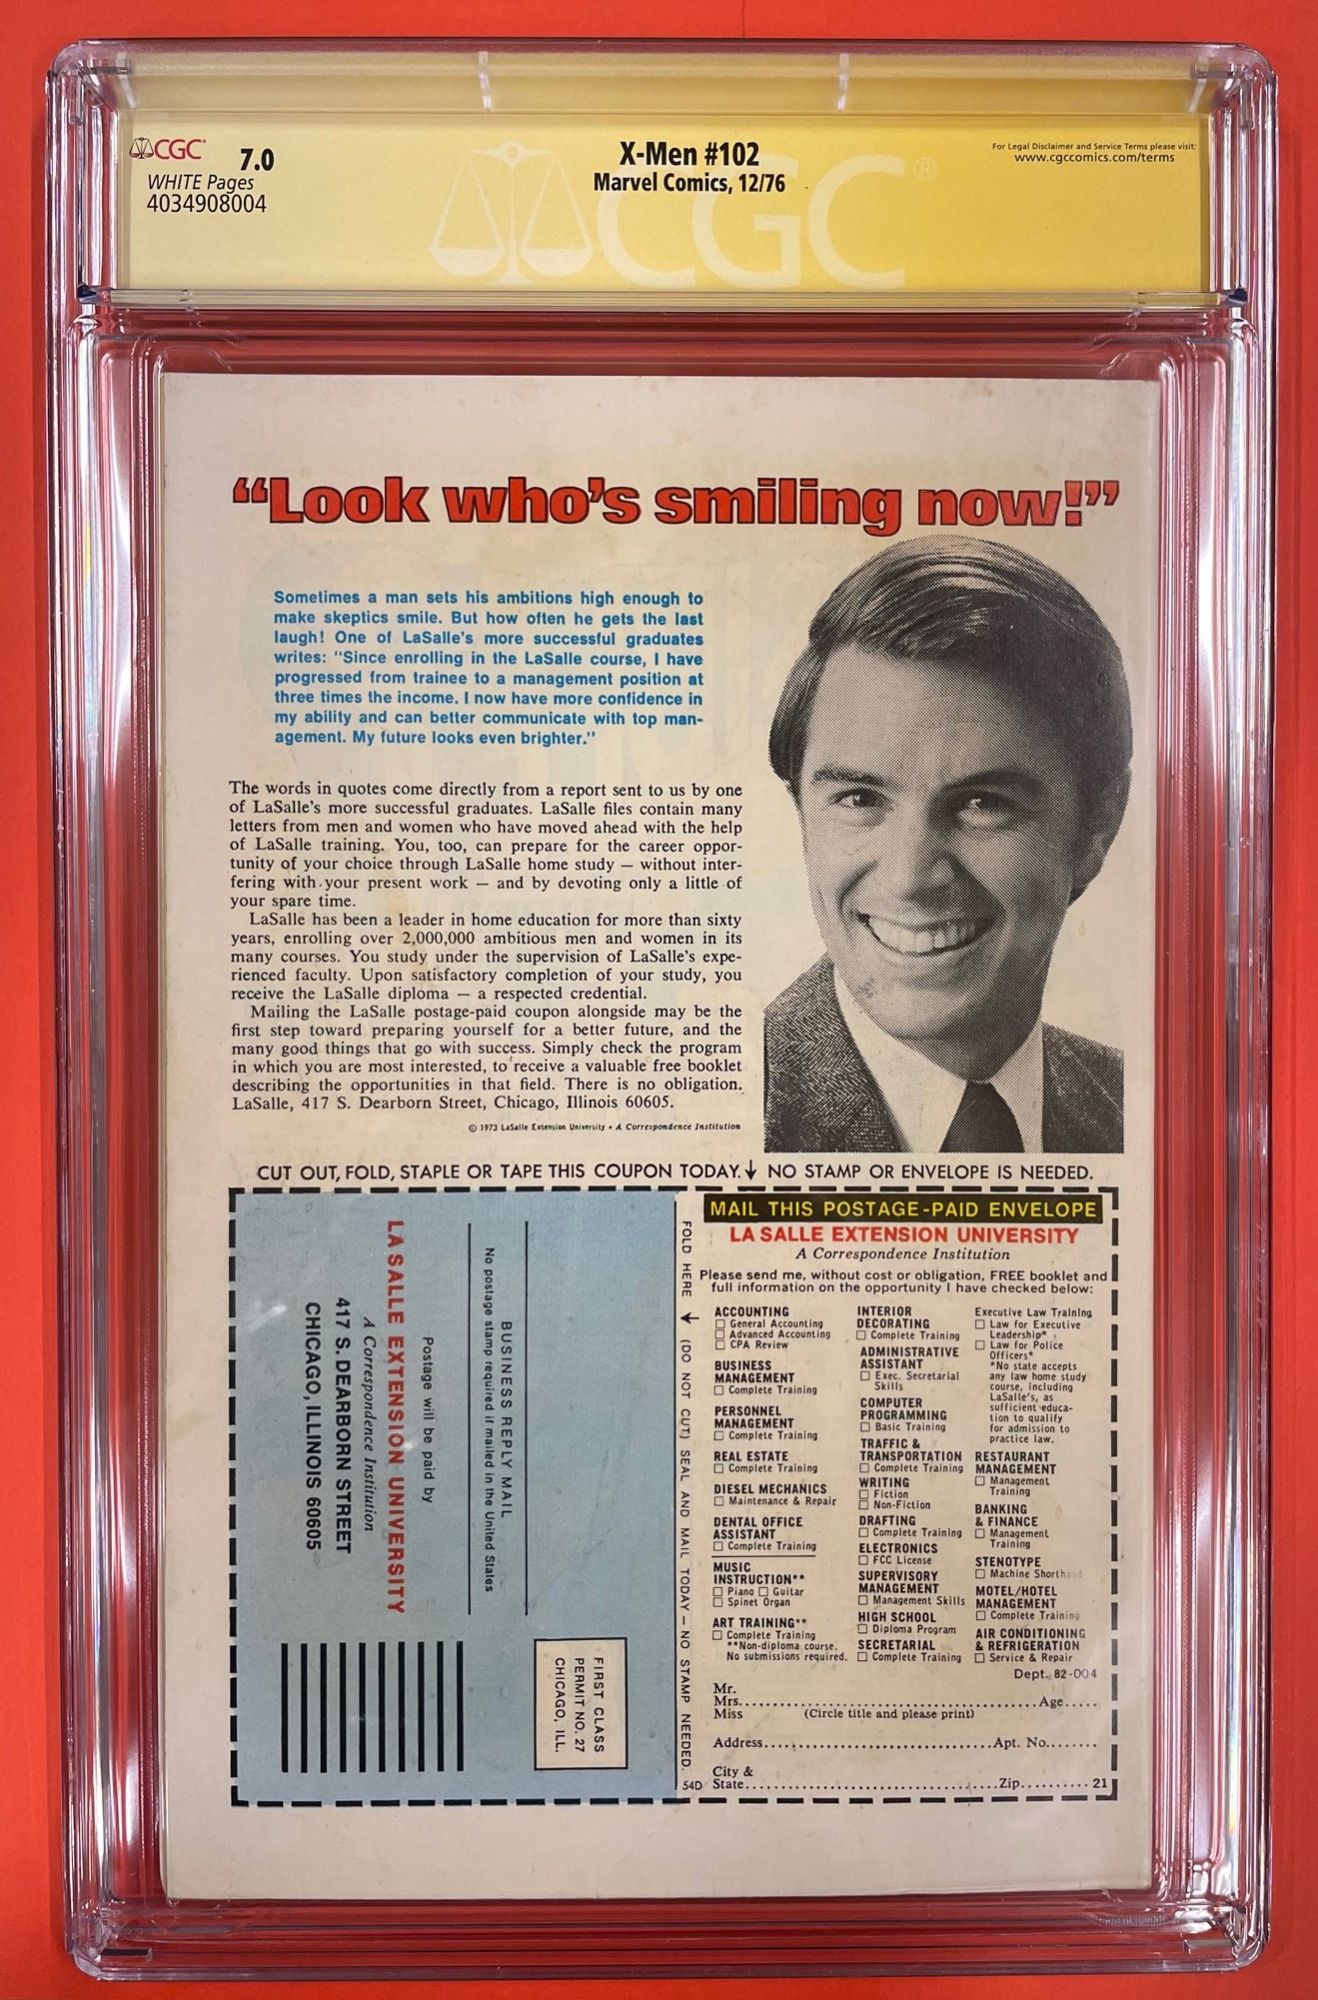 CGC
7.0
WHITE Pages
4034908004
X-Men #102
Marvel Comics, 12/76
For Legal Disclaimer and Service Terms please visit:
www.cgccomics.com/terms
CGC®
“Look who’s smiling now!”
Sometimes a man sets his ambitions high enough to
make skeptics smile. But how often he gets the last
laugh! One of LaSalle's more successful graduates
writes: "Since enrolling in the LaSalle course, I have
progressed from trainee to a management position at
three times the income. I now have more confidence in
my ability and can better communicate with top man-
agement. My future looks even brighter."
The words in quotes come directly from a report sent to us by one
of LaSalle's more successful graduates. LaSalle files contain many
letters from men and women who have moved ahead with the help
of LaSalle training. You, too, can prepare for the career oppor-
tunity of your choice through LaSalle home study — without inter-
fering with your present work — and by devoting only a little of
your spare time.
LaSalle has been a leader in home education for more than sixty
years, enrolling over 2,000,000 ambitious men and women in its
many courses. You study under the supervision of LaSalle's expe-
rienced faculty. Upon satisfactory completion of your study, you
receive the LaSalle diploma — a respected credential.
Mailing the LaSalle postage-paid coupon alongside may be the
first step toward preparing yourself for a better future, and the
many good things that go with success. Simply check the program
in which you are most interested, to receive a valuable free booklet
describing the opportunities in that field. There is no obligation.
LaSalle, 417 S. Dearborn Street, Chicago, Illinois 60605.
© 1973 LaSalle Extension University • A Correspondence Institution
CUT OUT, FOLD, STAPLE OR TAPE THIS COUPON TODAY. ↓ NO STAMP OR ENVELOPE IS NEEDED.
FIRST CLASS
PERMIT NO. 27
CHICAGO, ILL.
BUSINESS REPLY MAIL
No postage stamp required if mailed in the United States
Postage will be paid by
LA SALLE EXTENSION UNIVERSITY
A Correspondence Institution
417 S. DEARBORN STREET
CHICAGO, ILLINOIS 60605
FOLD HERE ↓ (DO NOT CUT) SEAL AND MAIL TODAY — NO STAMP NEEDED.
54D
MAIL THIS POSTAGE-PAID ENVELOPE
LA SALLE EXTENSION UNIVERSITY
A Correspondence Institution
Please send me, without cost or obligation, FREE booklet and
full information on the opportunity I have checked below:
ACCOUNTING
☐ General Accounting
☐ Advanced Accounting
☐ CPA Review
BUSINESS
MANAGEMENT
☐ Complete Training
PERSONNEL
MANAGEMENT
☐ Complete Training
REAL ESTATE
☐ Complete Training
DIESEL MECHANICS
☐ Maintenance & Repair
DENTAL OFFICE
ASSISTANT
☐ Complete Training
MUSIC
INSTRUCTION**
☐ Piano ☐ Guitar
☐ Spinet Organ
ART TRAINING**
☐ Complete Training
**Non-diploma course.
No submissions required.
INTERIOR
DECORATING
☐ Complete Training
ADMINISTRATIVE
ASSISTANT
☐ Exec. Secretarial
Skills
COMPUTER
PROGRAMMING
☐ Basic Training
TRAFFIC &
TRANSPORTATION
☐ Complete Training
WRITING
☐ Fiction
☐ Non-Fiction
DRAFTING
☐ Complete Training
ELECTRONICS
☐ FCC License
SUPERVISORY
MANAGEMENT
☐ Management Skills
HIGH SCHOOL
☐ Diploma Program
SECRETARIAL
☐ Complete Training
Executive Law Training
☐ Law for Executive
Leadership*
☐ Law for Police
Officers*
*No state accepts
any law home study
course, including
LaSalle's, as
sufficient educa-
tion to qualify
for admission to
practice law.
RESTAURANT
MANAGEMENT
☐ Management
Training
BANKING
& FINANCE
☐ Management
Training
STENOTYPE
☐ Machine Shorthand
MOTEL/HOTEL
MANAGEMENT
☐ Complete Training
AIR CONDITIONING
& REFRIGERATION
☐ Service & Repair
Dept. 82-004
Mr.
Mrs.......................................Age.....
Miss (Circle title and please print)
Address..............................Apt. No........
City &
State..................................Zip.......... 21